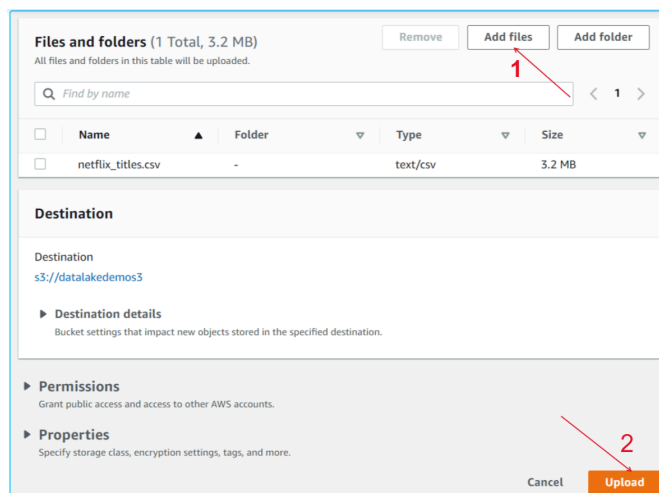 Files and folders (1 Total, 3.2 MB)
Remove
Add files
Add folder
All files and folders in this table will be uploaded.
1
Find by name
1
Name
Folder
Type
Size
netflix_titles.csv
-
text/csv
3.2 MB
Destination
Destination
s3://datalakedemos3
Destination details
Bucket settings that impact new objects stored in the specified destination.
Permissions
Grant public access and access to other AWS accounts.
Properties
Specify storage class, encryption settings, tags, and more.
2
Cancel
Upload